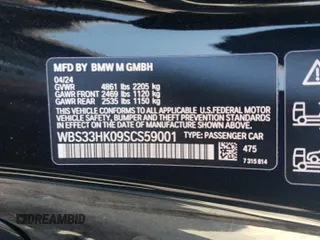 MFD BY BMW M GMBH
04/24
GVWR 4861 lbs 2205 kg
GAWR FRONT 2469 lbs 1120 kg
GAWR REAR 2535 lbs 1150 kg
THIS VEHICLE CONFORMS TO ALL APPLICABLE
FEDERAL MOTOR VEHICLE SAFETY, BUMPER, AND
THEFT PREVENTION STANDARDS IN EFFECT ON THE
DATE OF MANUFACTURE SHOWN ABOVE.
WBS33HK09SCS59001 TYPE: PASSENGER CAR
475
7 315 814
DREAMBID